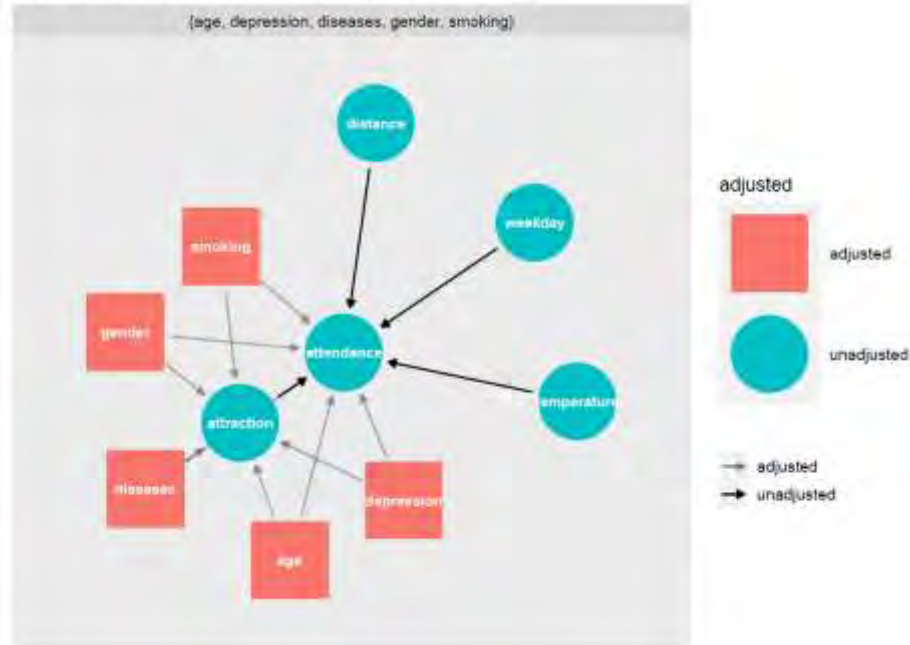 {age, depression, diseases, gender, smoking}
distance
weekday
smoking
gender
attendance
emperature
attraction
diseases
depression
age
adjusted
adjusted
unadjusted
adjusted
unadjusted